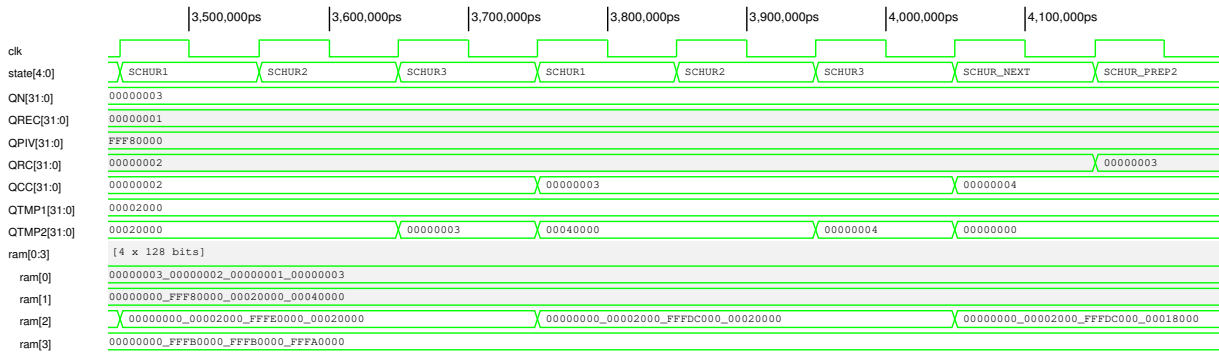 3,500,000ps 3,600,000ps 3,700,000ps 3,800,000ps 3,900,000ps 4,000,000ps 4,100,000ps
clk
state[4:0] SCHUR1 SCHUR2 SCHUR3 SCHUR1 SCHUR2 SCHUR3 SCHUR_NEXT SCHUR_PREP2
QN[31:0] 00000003
QREC[31:0] 00000001
QPIV[31:0] FFF80000
QRC[31:0] 00000002 00000003
QCC[31:0] 00000002 00000003 00000004
QTMP1[31:0] 00002000
QTMP2[31:0] 00020000 00000003 00040000 00000004 00000000
ram[0:3] [4 x 128 bits]
ram[0] 00000003_00000002_00000001_00000003
ram[1] 00000000_FFF80000_00020000_00040000
ram[2] 00000000_00002000_FFFE0000_00020000 00000000_00002000_FFFDC000_00020000 00000000_00002000_FFFDC000_00018000
ram[3] 00000000_FFFB0000_FFFB0000_FFFA0000